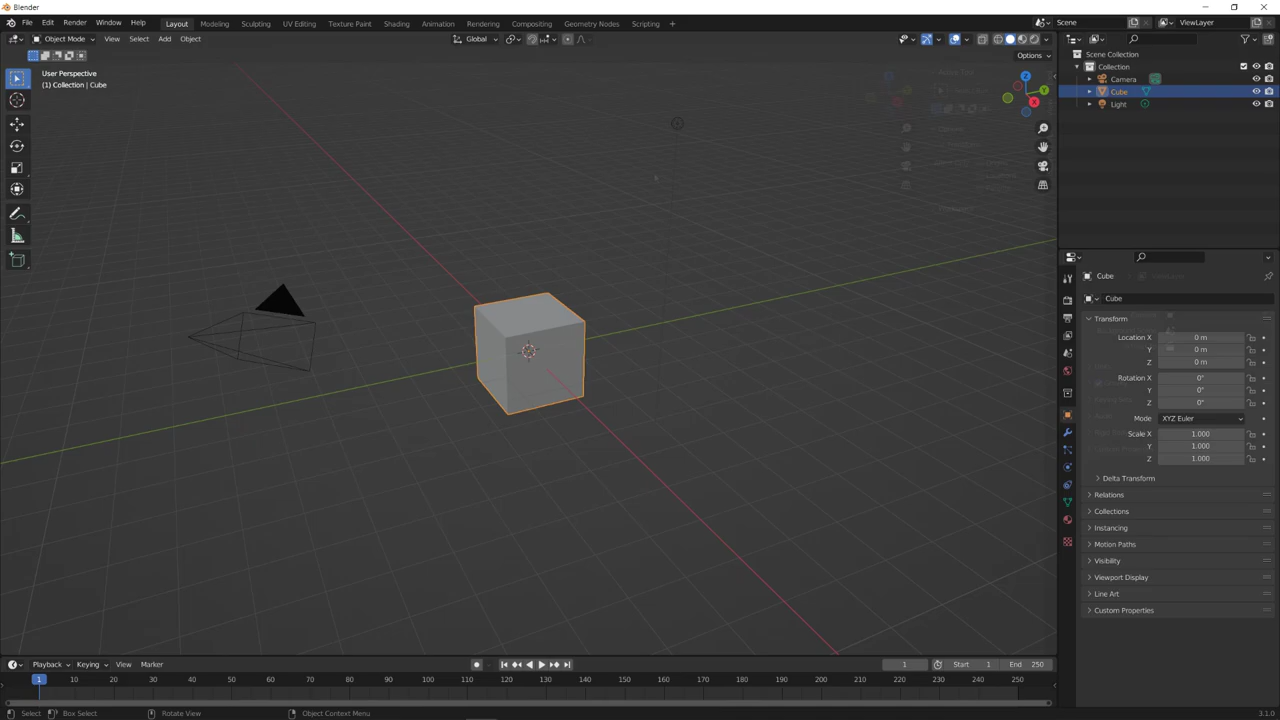 Blender
File Edit Render Window Help Layout Modeling Sculpting UV Editing Texture Paint Shading Animation Rendering Compositing Geometry Nodes Scripting + Scene ViewLayer
Object Mode View Select Add Object Global
Options
User Perspective
(1) Collection | Cube
Scene Collection
Collection
Camera
Cube
Light
Z
Y
X
Cube
Cube
Transform
Location X 0 m
Y 0 m
Z 0 m
Rotation X 0°
Y 0°
Z 0°
Mode XYZ Euler
Scale X 1.000
Y 1.000
Z 1.000
Delta Transform
Relations
Collections
Instancing
Motion Paths
Visibility
Viewport Display
Line Art
Custom Properties
Playback Keying View Marker 1 Start 1 End 250
1 10 20 30 40 50 60 70 80 90 100 110 120 130 140 150 160 170 180 190 200 210 220 230 240 250
Select Box Select Rotate View Object Context Menu 3.1.0